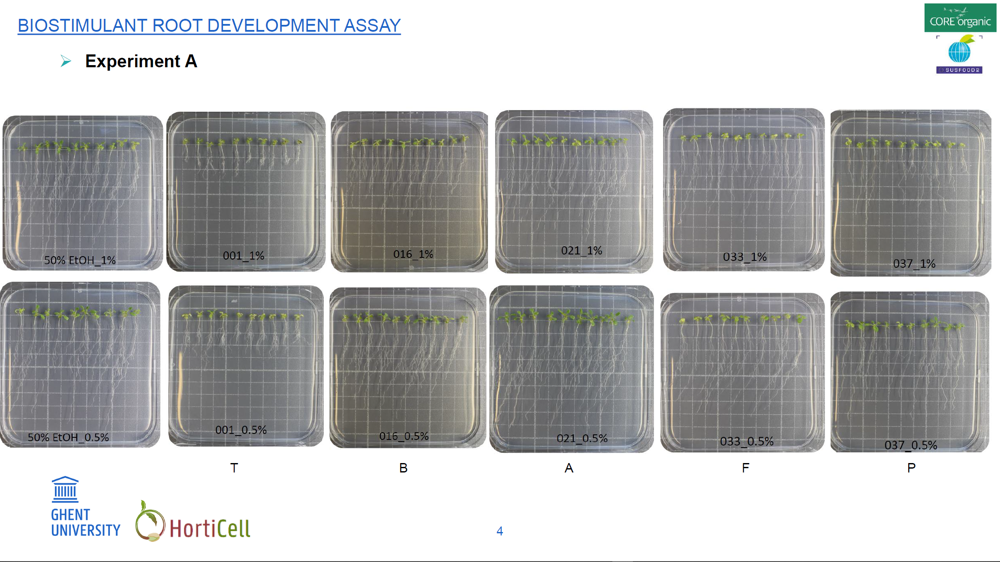 BIOSTIMULANT ROOT DEVELOPMENT ASSAY
CORE organic
SUSFOOD2
Experiment A
50% EtOH_1%
001_1%
016_1%
021_1%
033_1%
037_1%
50% EtOH_0.5%
001_0.5%
016_0.5%
021_0.5%
033_0.5%
037_0.5%
T
B
A
F
P
GHENT
UNIVERSITY
HortiCell
4